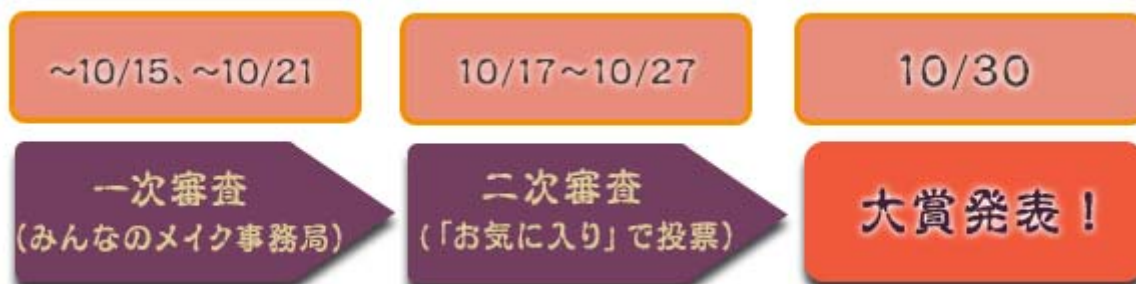 ～10/15、～10/21
10/17～10/27
10/30
一次審査
(みんなのメイク事務局)
二次審査
(「お気に入り」で投票)
大賞発表！